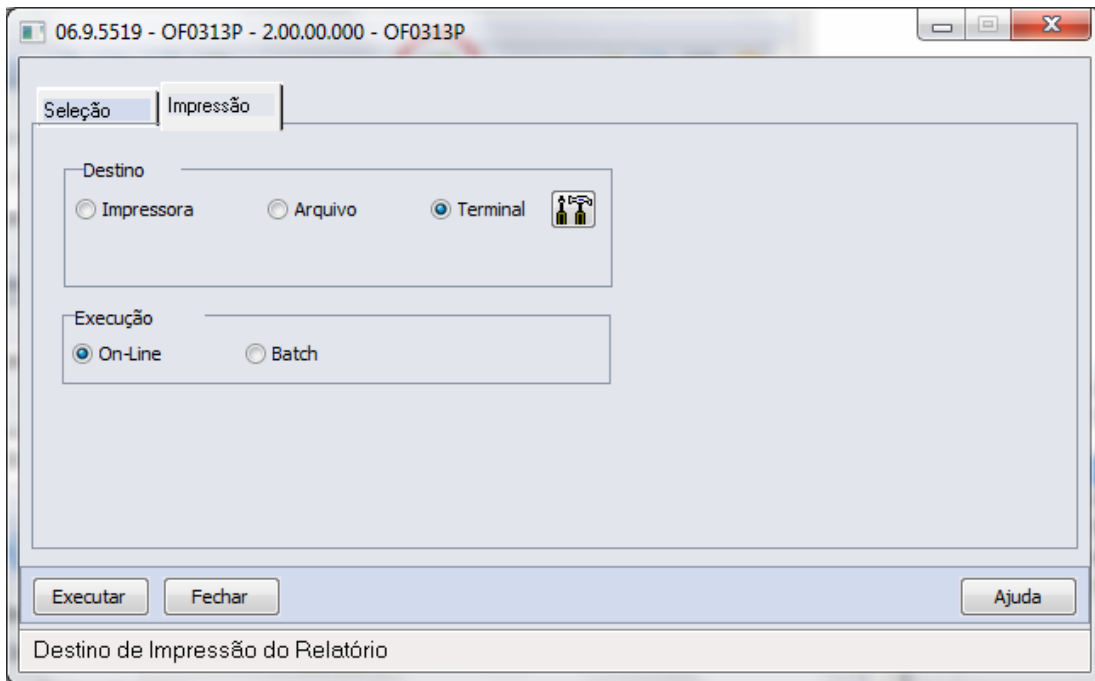 06.9.5519 - OF0313P - 2.00.00.000 - OF0313P
Seleção Impressão
Destino
Impressora Arquivo Terminal
Execução
On-Line Batch
Executar Fechar Ajuda
Destino de Impressão do Relatório